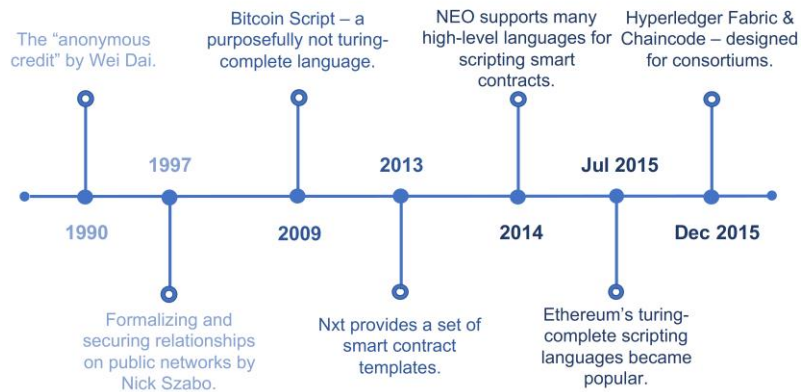 The “anonymous
credit” by Wei Dai.
Bitcoin Script – a
purposefully not turing-
complete language.
NEO supports many
high-level languages for
scripting smart
contracts.
Hyperledger Fabric &
Chaincode – designed
for consortiums.
1997
2013
Jul 2015
1990
2009
2014
Dec 2015
Formalizing and
securing relationships
on public networks by
Nick Szabo.
Nxt provides a set of
smart contract
templates.
Ethereum’s turing-
complete scripting
languages became
popular.